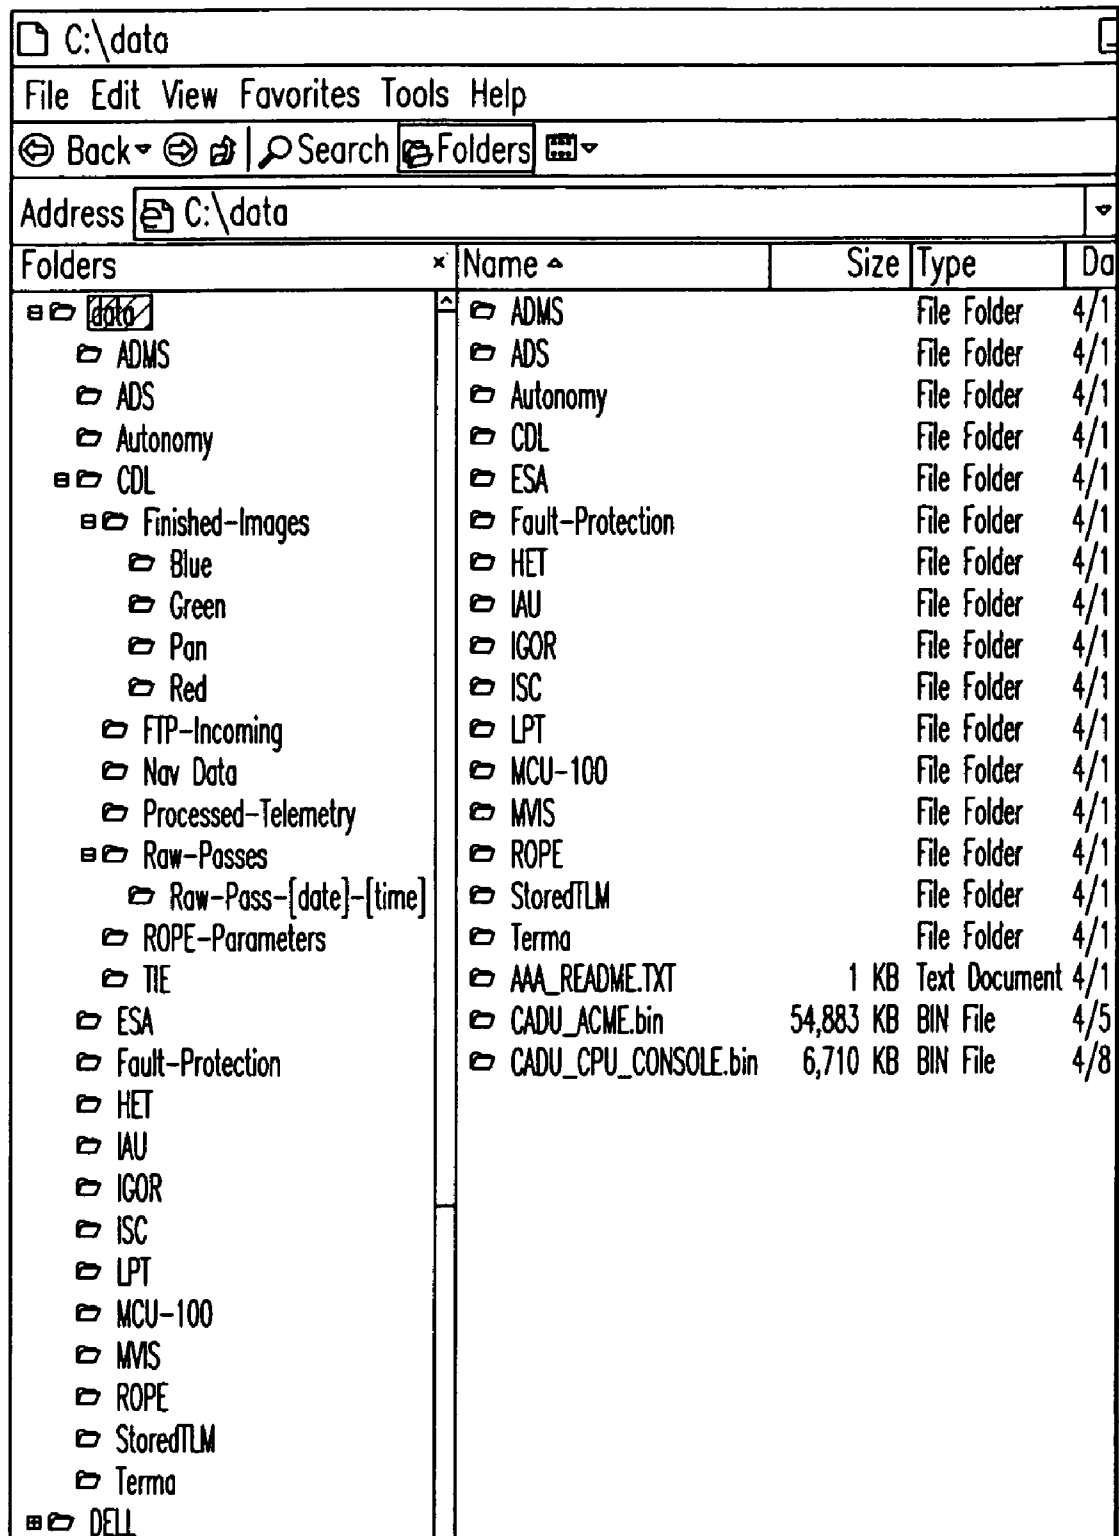 C:\data
File Edit View Favorites Tools Help
Back Search Folders
Address C:\data
Folders x Name Size Type Da
data
ADMS
ADS
Autonomy
CDL
Finished-Images
Blue
Green
Pan
Red
FTP-Incoming
Nav Data
Processed-Telemetry
Raw-Passes
Raw-Pass-[date]-[time]
ROPE-Parameters
TIE
ESA
Fault-Protection
HET
IAU
IGOR
ISC
LPT
MCU-100
MVIS
ROPE
StoredTLM
Terma
DELL
ADMS File Folder 4/1
ADS File Folder 4/1
Autonomy File Folder 4/1
CDL File Folder 4/1
ESA File Folder 4/1
Fault-Protection File Folder 4/1
HET File Folder 4/1
IAU File Folder 4/1
IGOR File Folder 4/1
ISC File Folder 4/1
LPT File Folder 4/1
MCU-100 File Folder 4/1
MVIS File Folder 4/1
ROPE File Folder 4/1
StoredTLM File Folder 4/1
Terma File Folder 4/1
AAA_README.TXT 1 KB Text Document 4/1
CADU_ACME.bin 54,883 KB BIN File 4/5
CADU_CPU_CONSOLE.bin 6,710 KB BIN File 4/8